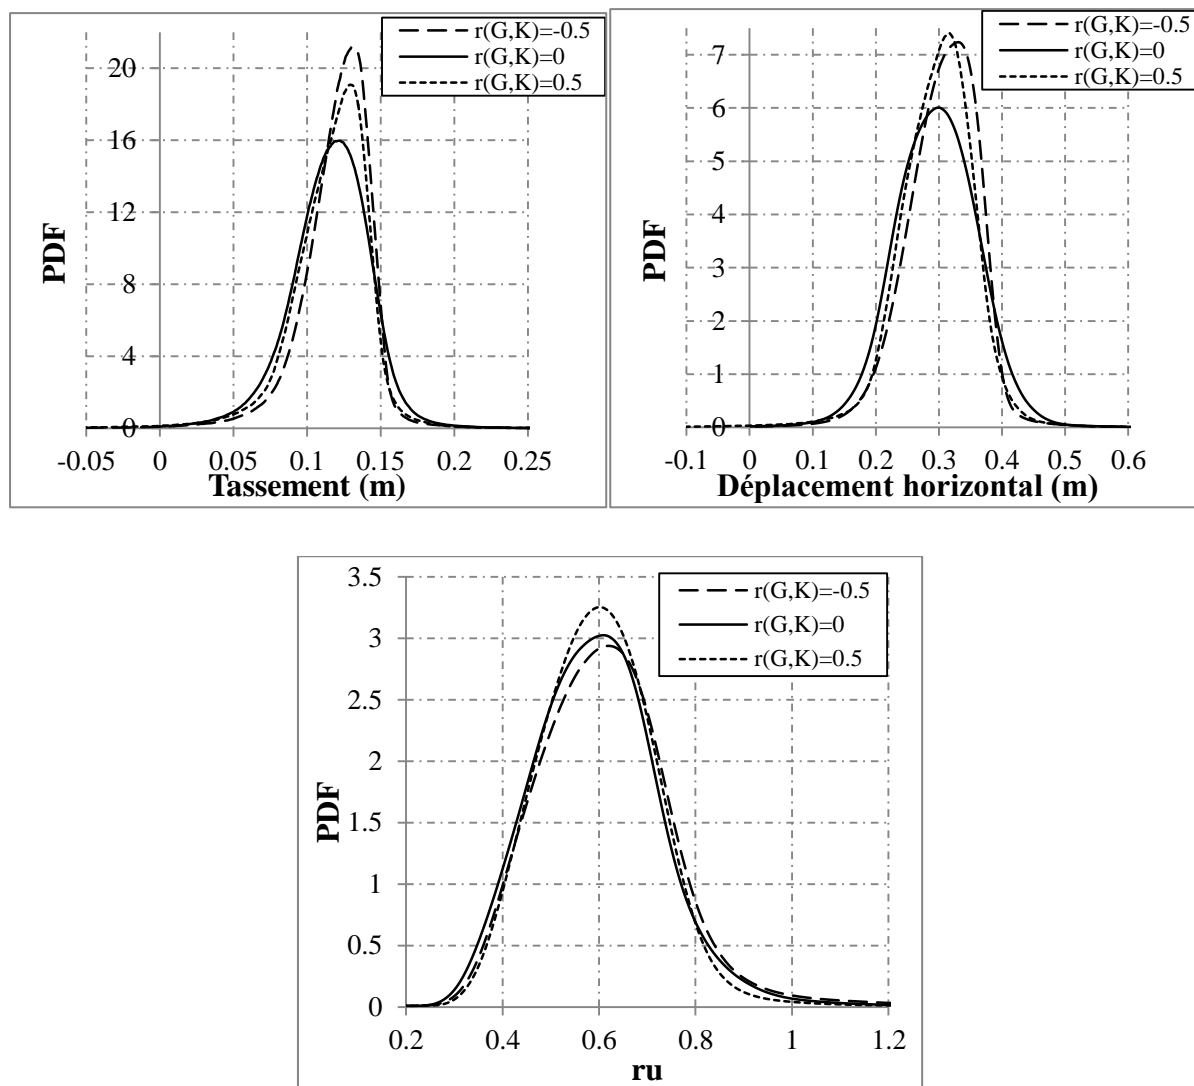 r(G,K)=-0.5
r(G,K)=0
r(G,K)=0.5
20
16
12
8
4
0
PDF
-0.05 0 0.05 0.1 0.15 0.2 0.25
Tassement (m)
r(G,K)=-0.5
r(G,K)=0
r(G,K)=0.5
7
6
5
4
3
2
1
0
PDF
-0.1 0 0.1 0.2 0.3 0.4 0.5 0.6
Déplacement horizontal (m)
r(G,K)=-0.5
r(G,K)=0
r(G,K)=0.5
3.5
3
2.5
2
1.5
1
0.5
0
PDF
0.2 0.4 0.6 0.8 1 1.2
ru